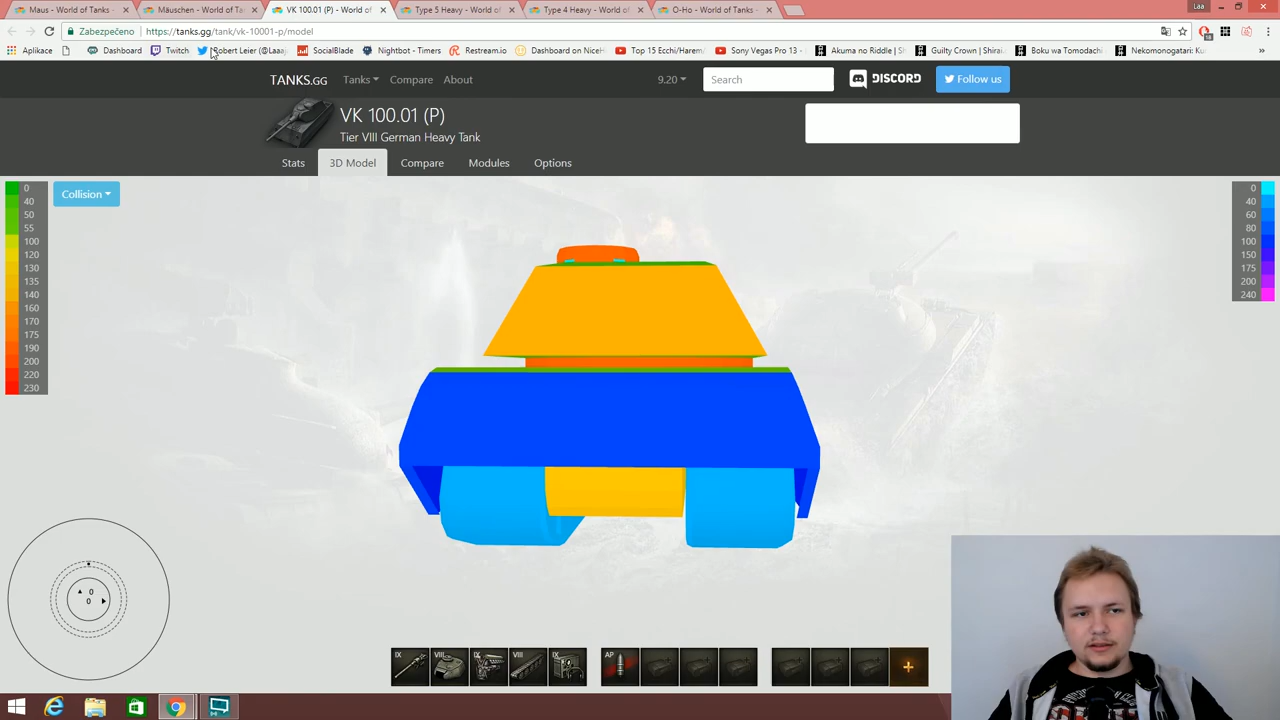 Maus - World of Tanks -
Mäuschen - World of Ta
VK 100.01 (P) - World of
Type 5 Heavy - World of
Type 4 Heavy - World of
O-Ho - World of Tanks -
Zabezpečeno
https://tanks.gg/tank/vk-10001-p/model
Aplikace
Dashboard
Twitch
Robert Leier (@Laaa
SocialBlade
Nightbot - Timers
Restream.io
Dashboard on NiceH
Top 15 Ecchi/Harem/
Sony Vegas Pro 13 -
Akuma no Riddle | Sh
Guilty Crown | Shini
Boku wa Tomodachi
Nekomonogatari: Ku
»
TANKS.GG
Tanks
Compare
About
9.20
Search
DISCORD
Follow us
VK 100.01 (P)
Tier VIII German Heavy Tank
Stats
3D Model
Compare
Modules
Options
Collision
0
40
50
55
100
120
130
135
140
160
170
175
190
200
220
230
0
40
60
80
100
150
175
200
240
0
0
IX
VIII
IX
VIII
IX
AP